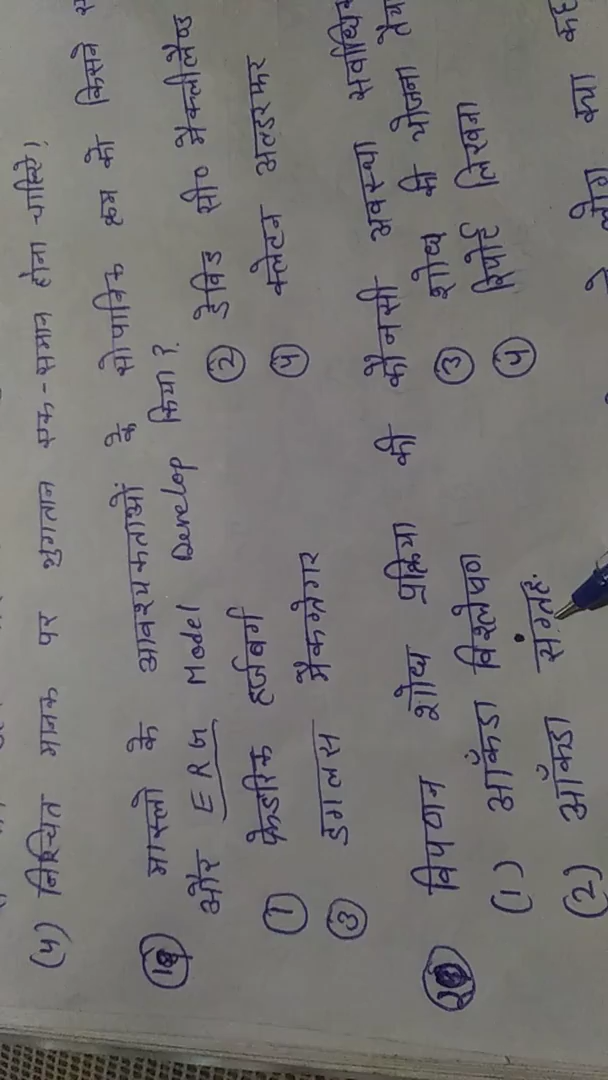 (4) निश्चित मानक पर भुगतान एक-समान होना चाहिए।
(19) मास्लो के आवश्यकताओं के सोपानिक क्रम को किसने
और ERG Model Develop किया?
(1) फेडरिक हर्जबर्ग (2) डेविड सी० मैक्लीलैण्ड
(3) डगलस मैकग्रेगर (4) क्लेटन अल्डरफर
(20) विपणन शोध प्रक्रिया की कौनसी अवस्था सर्वाधिक
(1) आँकडा विश्लेषण (3) शोध की योजना
(2) आँकडा संग्रह (4) रिपोर्ट लिखना
लोग क्या